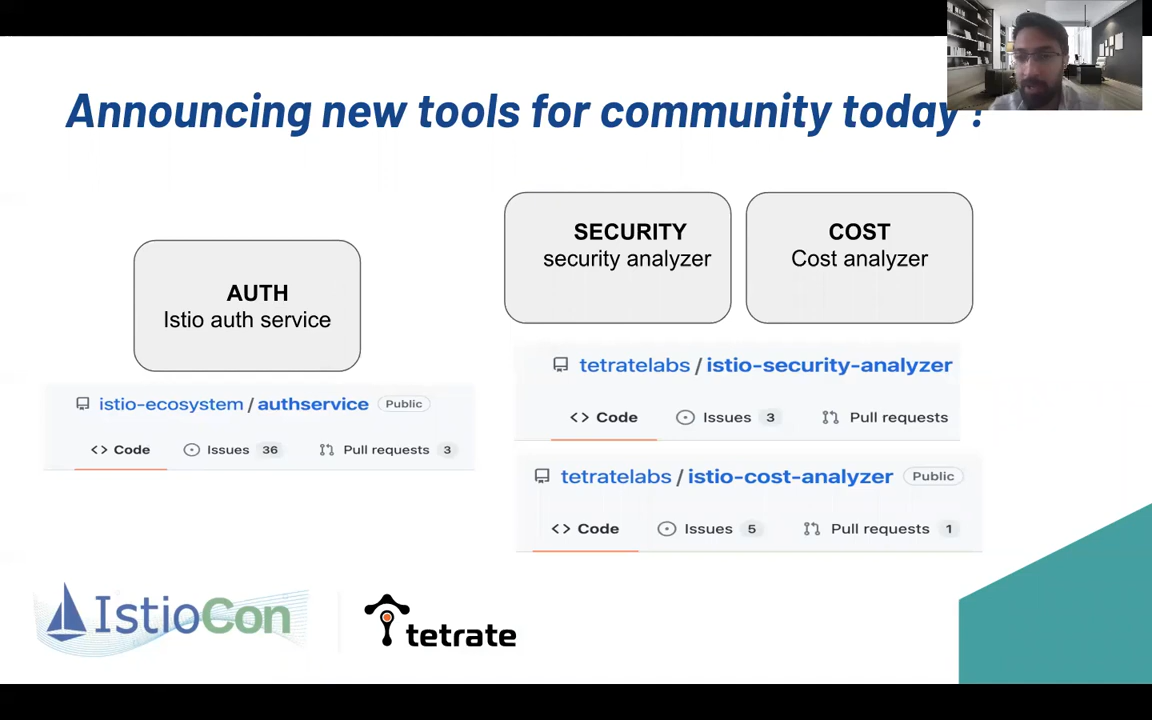 Announcing new tools for community today !
AUTH
Istio auth service
istio-ecosystem / authservice Public
<> Code Issues 36 Pull requests 3
SECURITY
security analyzer
COST
Cost analyzer
tetratelabs / istio-security-analyzer
<> Code Issues 3 Pull requests
tetratelabs / istio-cost-analyzer Public
<> Code Issues 5 Pull requests 1
IstioCon
tetrate